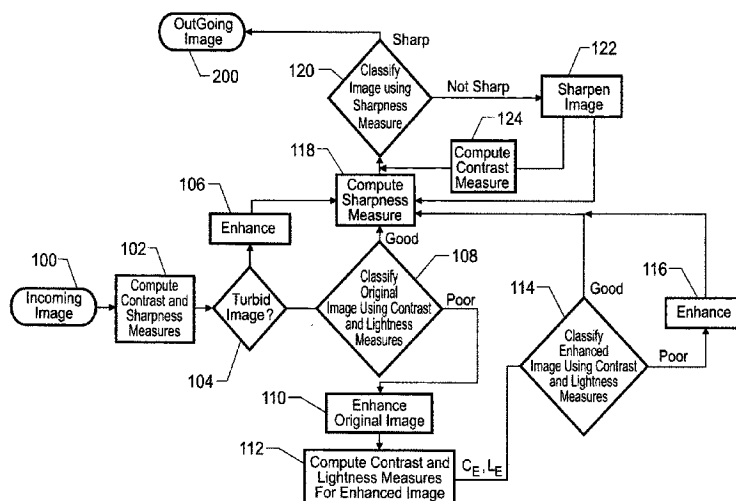 OutGoing
Image
200
Sharp
120
Classify
Image using
Sharpness
Measure
Not Sharp
122
Sharpen
Image
124
Compute
Contrast
Measure
118
Compute
Sharpness
Measure
106
Enhance
Good
108
Classify
Original
Image Using Contrast
and Lightness
Measures
Poor
100
Incoming
Image
102
Compute
Contrast and
Sharpness
Measures
Turbid
Image?
104
110
Enhance
Original Image
112
Compute Contrast and
Lightness Measures
For Enhanced Image
CE, LE
114
Good
Classify
Enhanced
Image Using Contrast
and Lightness
Measures
Poor
116
Enhance